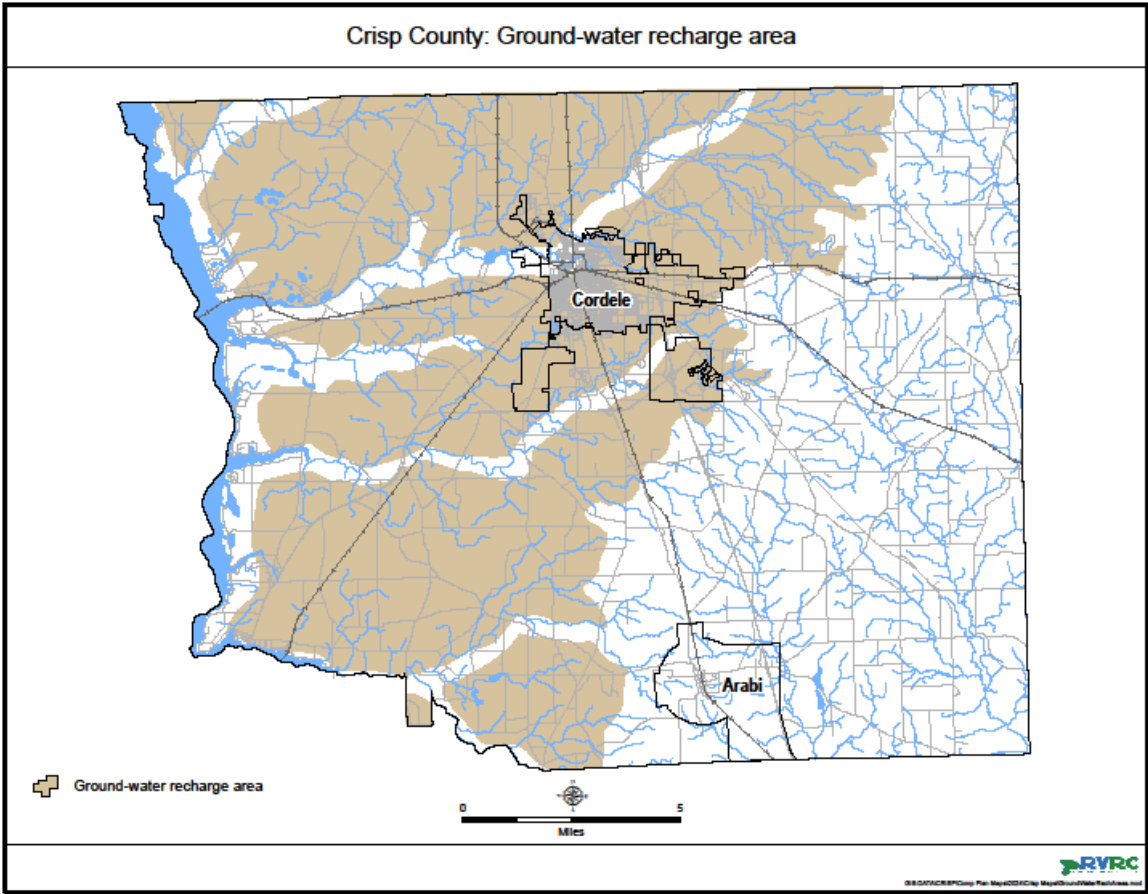 Crisp County: Ground-water recharge area
Cordele
Arabi
Ground-water recharge area
0 5
Miles
RVRC